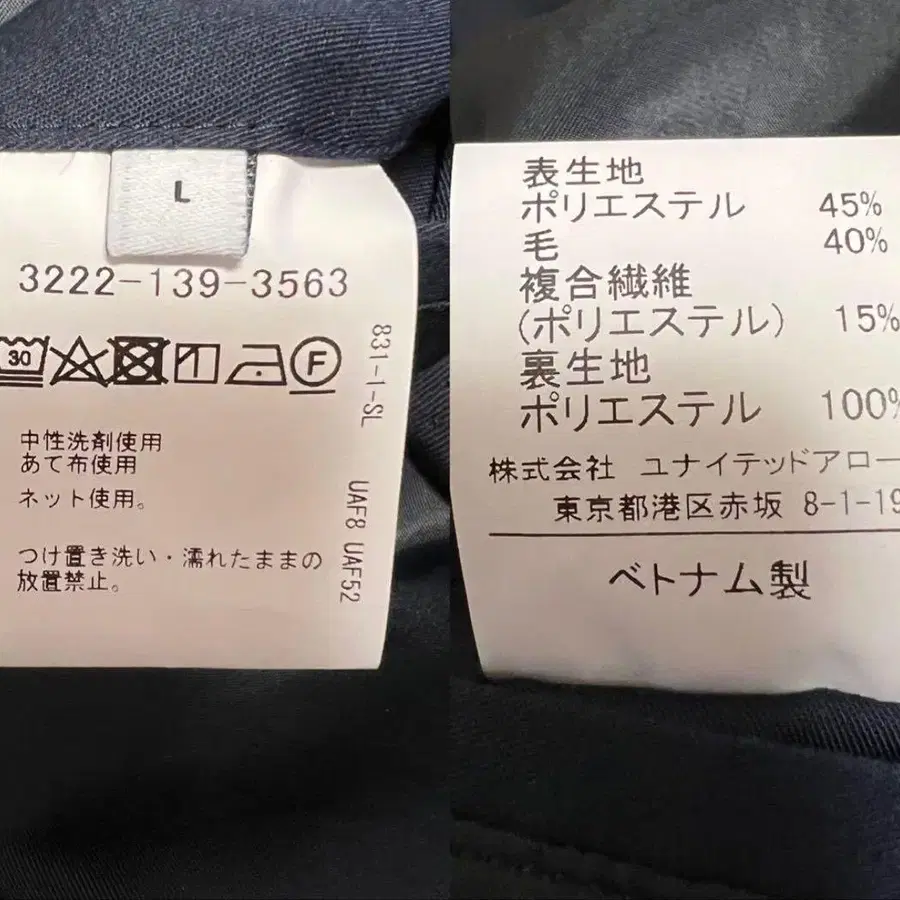 L
3222-139-3563
30
F
831-1-SL UAF8 UAF52
中性洗剤使用
あて布使用
ネット使用。
つけ置き洗い・濡れたままの
放置禁止。
表生地
ポリエステル 45%
毛 40%
複合繊維
(ポリエステル) 15%
裏生地
ポリエステル 100%
株式会社 ユナイテッドアロー
東京都港区赤坂 8-1-19
ベトナム製